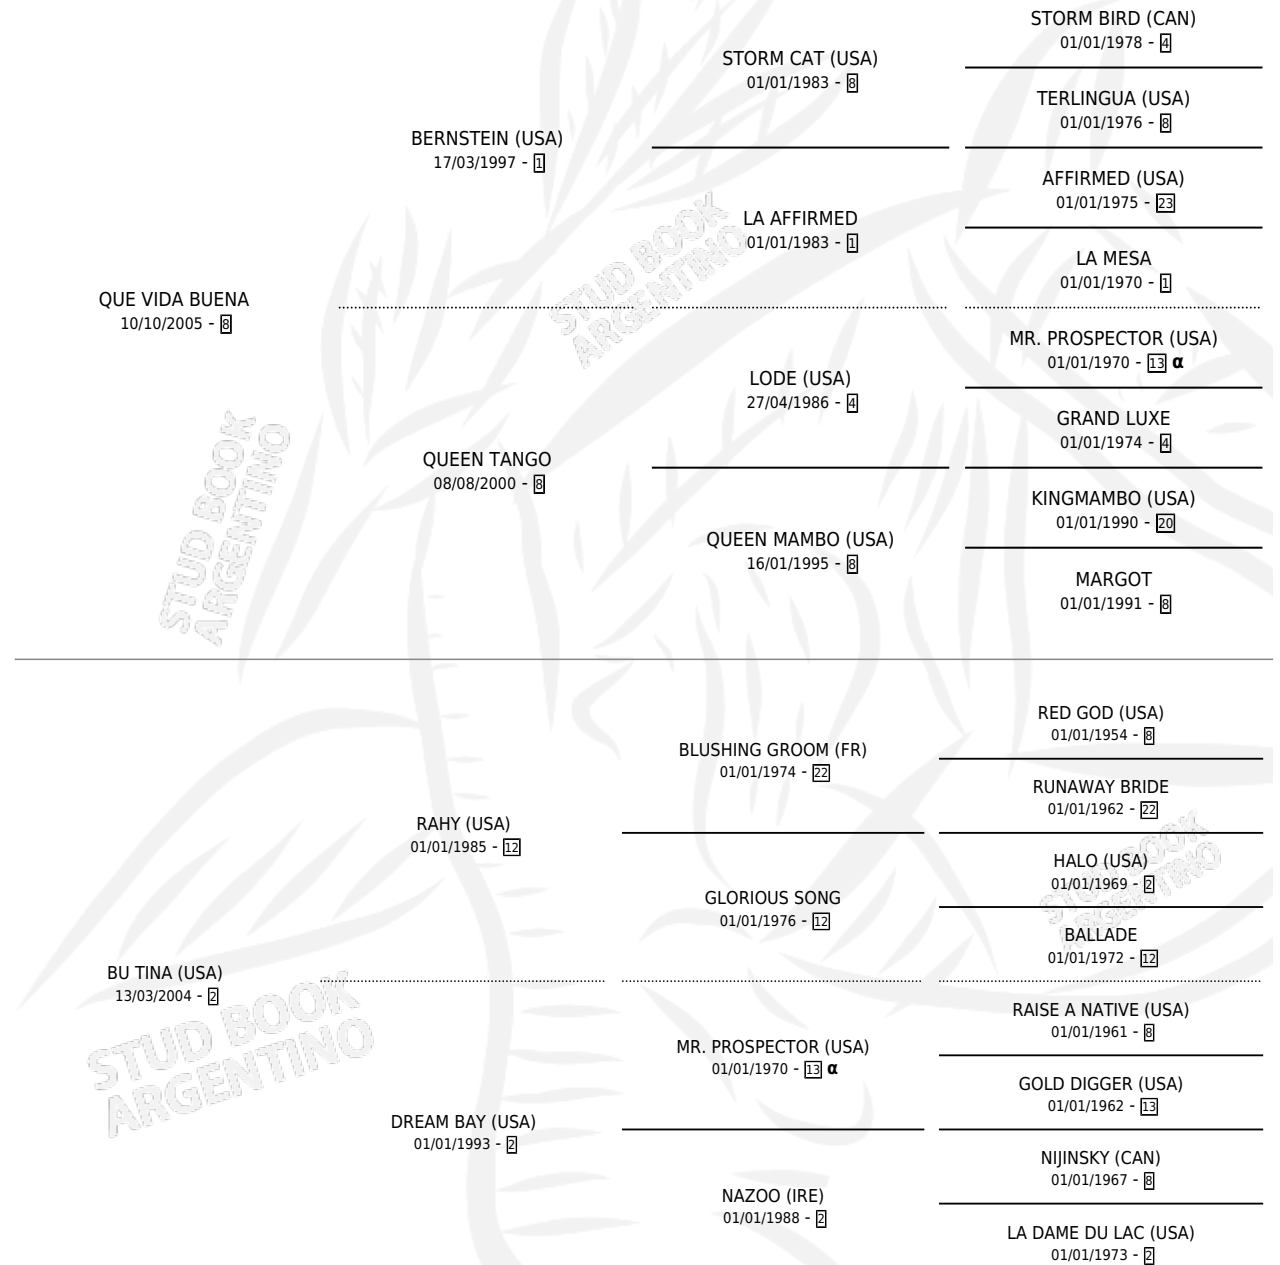 STORM BIRD (CAN)
01/01/1978 - 4
STORM CAT (USA)
01/01/1983 - 8
TERLINGUA (USA)
01/01/1976 - 8
BERNSTEIN (USA)
17/03/1997 - 1
AFFIRMED (USA)
01/01/1975 - 23
LA AFFIRMED
01/01/1983 - 1
LA MESA
01/01/1970 - 1
QUE VIDA BUENA
10/10/2005 - 8
MR. PROSPECTOR (USA)
01/01/1970 - 13 α
LODE (USA)
27/04/1986 - 4
GRAND LUXE
01/01/1974 - 4
QUEEN TANGO
08/08/2000 - 8
KINGMAMBO (USA)
01/01/1990 - 20
QUEEN MAMBO (USA)
16/01/1995 - 8
MARGOT
01/01/1991 - 8
STUD BOOK
ARGENTINO
STUD BOOK
ARGENTINO
RED GOD (USA)
01/01/1954 - 8
BLUSHING GROOM (FR)
01/01/1974 - 22
RUNAWAY BRIDE
01/01/1962 - 22
RAHY (USA)
01/01/1985 - 12
HALO (USA)
01/01/1969 - 2
GLORIOUS SONG
01/01/1976 - 12
BALLADE
01/01/1972 - 12
BU TINA (USA)
13/03/2004 - 2
RAISE A NATIVE (USA)
01/01/1961 - 8
MR. PROSPECTOR (USA)
01/01/1970 - 13 α
GOLD DIGGER (USA)
01/01/1962 - 13
DREAM BAY (USA)
01/01/1993 - 2
NIJINSKY (CAN)
01/01/1967 - 8
NAZOO (IRE)
01/01/1988 - 2
LA DAME DU LAC (USA)
01/01/1973 - 2
STUD BOOK
ARGENTINO
STUD BOOK
ARGENTINO